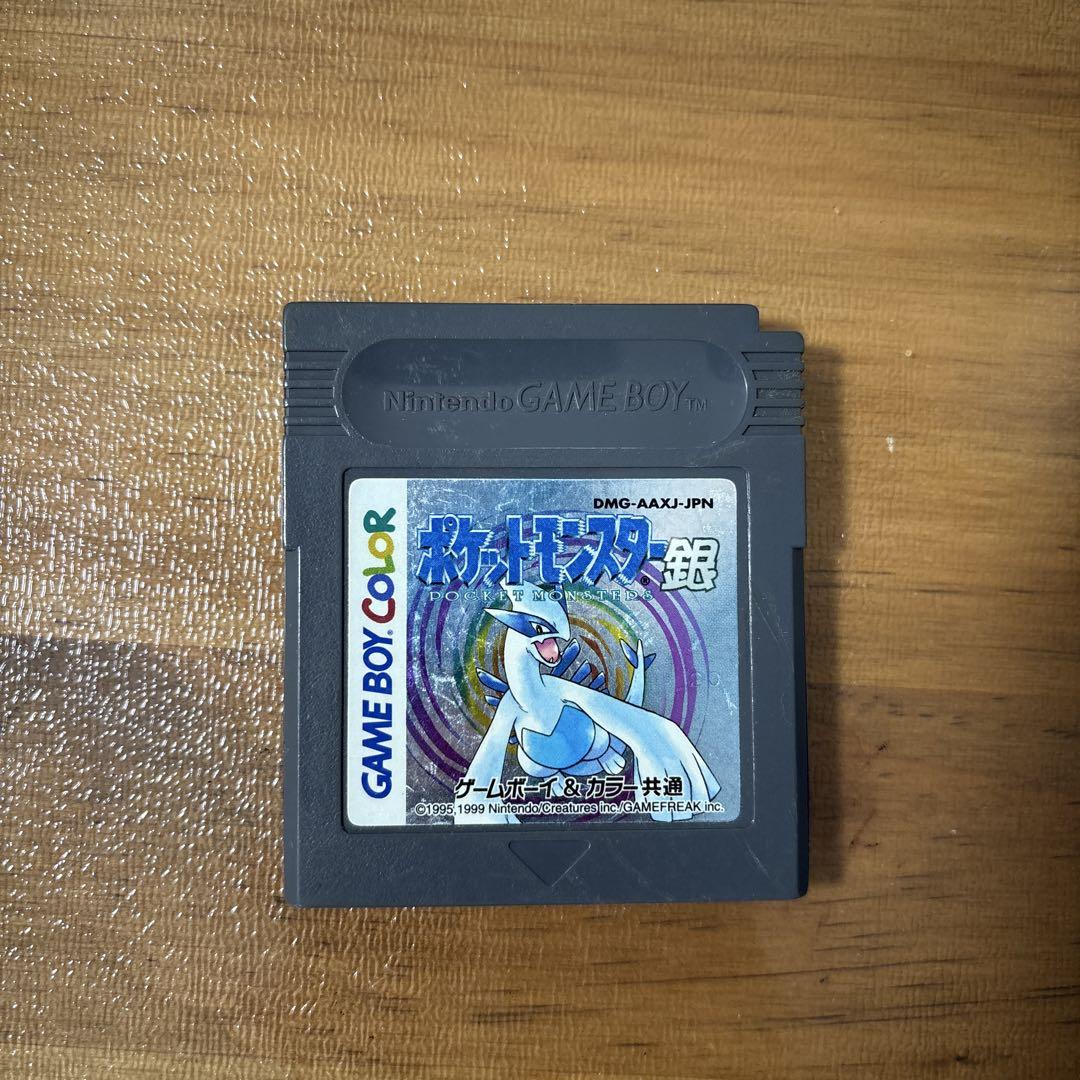 Nintendo GAME BOY™
DMG-AAXJ-JPN
ポケットモンスター銀
POCKET MONSTERS
GAME BOY COLOR
ゲームボーイ & カラー共通
©1995,1999 Nintendo/Creatures inc./GAMEFREAK inc.